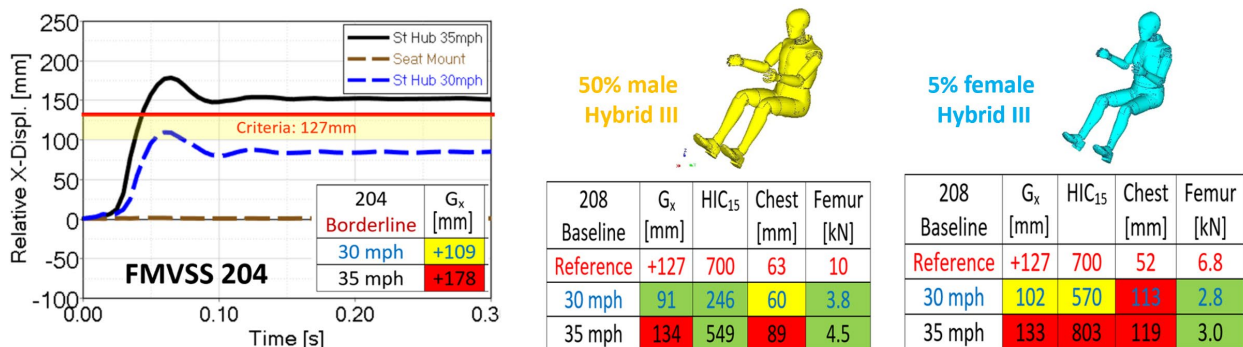 250
200
150
100
50
0
-50
-100
Relative X-Displ. [mm]
0.00 0.10 0.20 0.3
Time [s]
St Hub 35mph
Seat Mount
St Hub 30mph
Criteria: 127mm
FMVSS 204
204 Borderline Gx [mm]
30 mph +109
35 mph +178
50% male
Hybrid III
208 Baseline Gx [mm] HIC15 Chest [mm] Femur [kN]
Reference +127 700 63 10
30 mph 91 246 60 3.8
35 mph 134 549 89 4.5
5% female
Hybrid III
208 Baseline Gx [mm] HIC15 Chest [mm] Femur [kN]
Reference +127 700 52 6.8
30 mph 102 570 113 2.8
35 mph 133 803 119 3.0